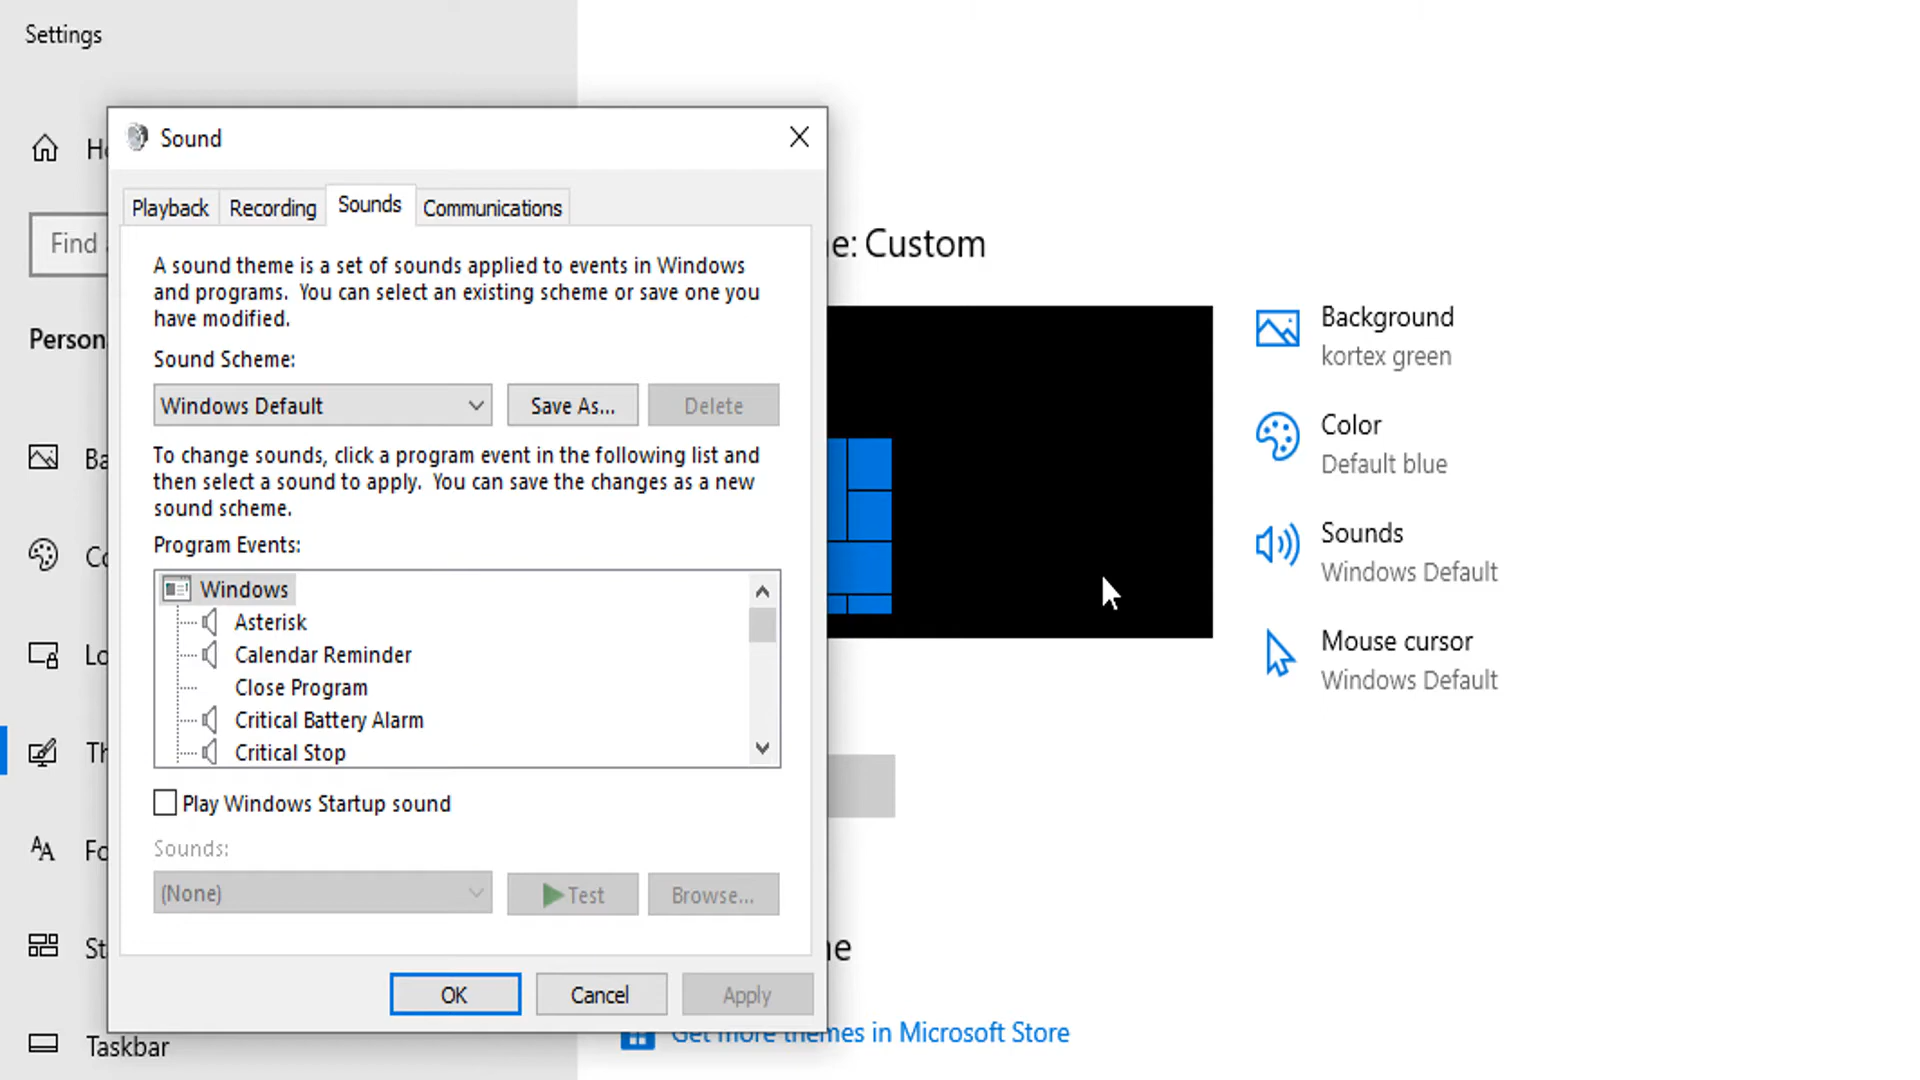 Settings
Sound
Playback
Recording
Sounds
Communications
A sound theme is a set of sounds applied to events in Windows
and programs. You can select an existing scheme or save one you
have modified.
Sound Scheme:
Windows Default
Save As...
Delete
To change sounds, click a program event in the following list and
then select a sound to apply. You can save the changes as a new
sound scheme.
Program Events:
Windows
Asterisk
Calendar Reminder
Close Program
Critical Battery Alarm
Critical Stop
Play Windows Startup sound
Sounds:
(None)
Test
Browse...
OK
Cancel
Apply
Find
Taskbar
e: Custom
Background
kortex green
Color
Default blue
Sounds
Windows Default
Mouse cursor
Windows Default
Get more themes in Microsoft Store